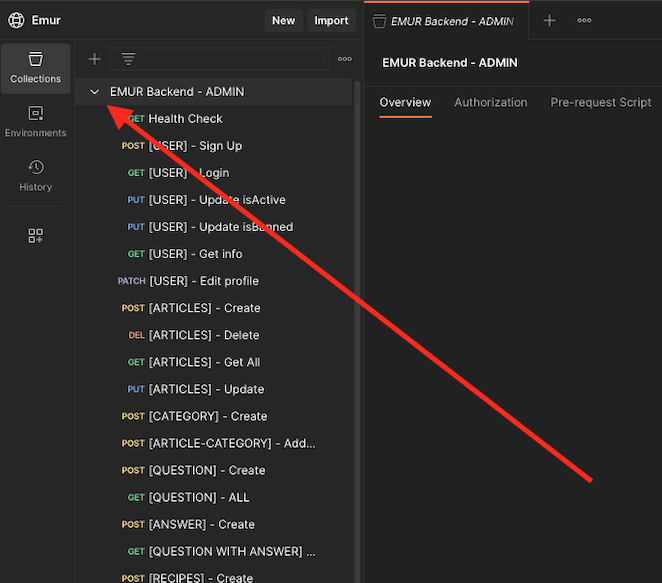 Emur
New
Import
EMUR Backend - ADMIN
Collections
EMUR Backend - ADMIN
EMUR Backend - ADMIN
Environments
GET Health Check
Overview
Authorization
Pre-request Script
POST [USER] - Sign Up
GET [USER] - Login
History
PUT [USER] - Update isActive
PUT [USER] - Update isBanned
GET [USER] - Get info
PATCH [USER] - Edit profile
POST [ARTICLES] - Create
DEL [ARTICLES] - Delete
GET [ARTICLES] - Get All
PUT [ARTICLES] - Update
POST [CATEGORY] - Create
POST [ARTICLE-CATEGORY] - Add...
POST [QUESTION] - Create
GET [QUESTION] - ALL
POST [ANSWER] - Create
GET [QUESTION WITH ANSWER] ...
POST [RECIPES] - Create